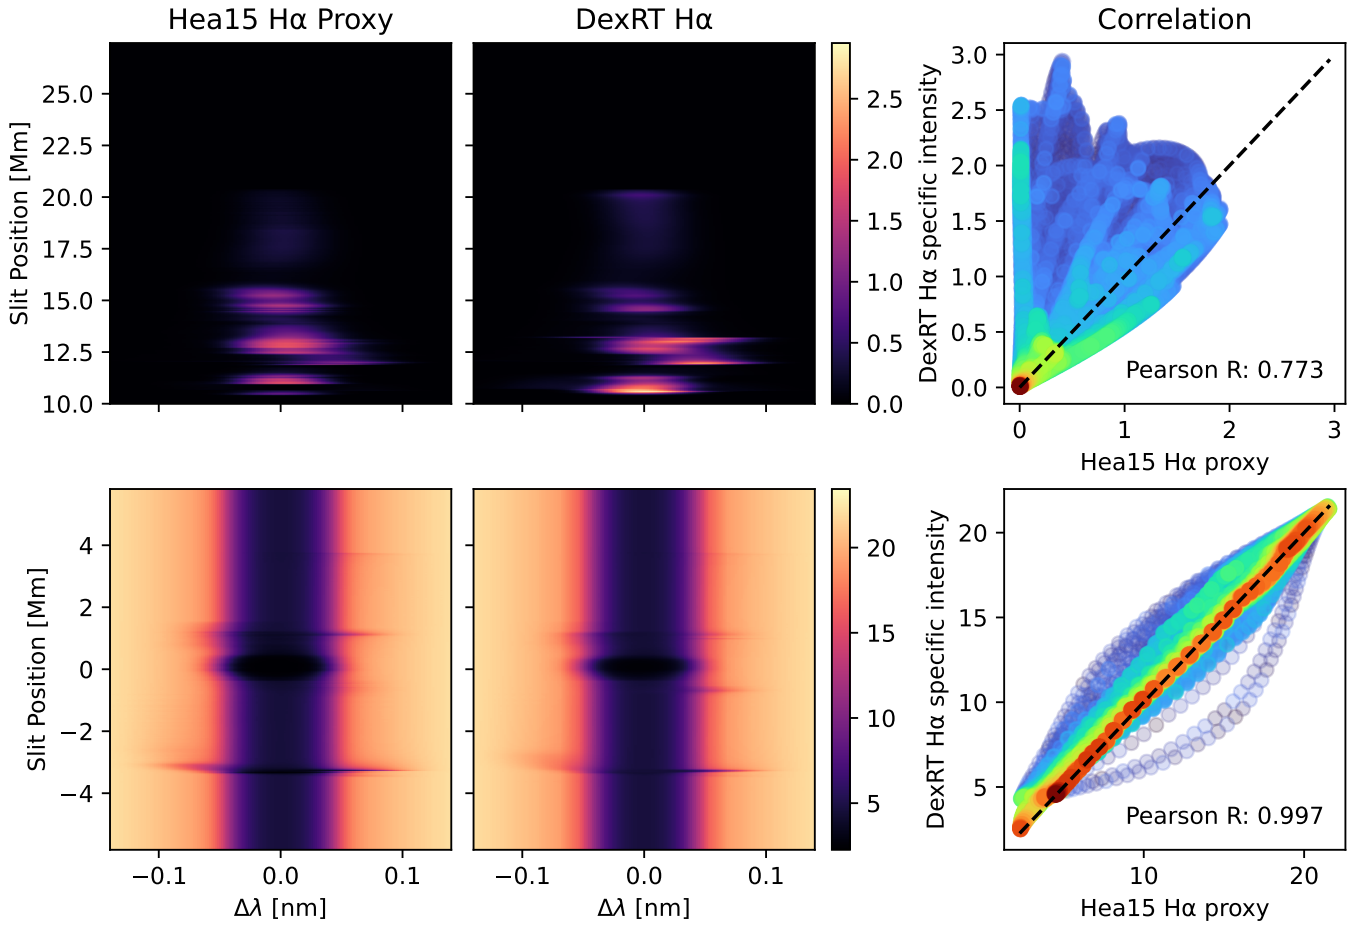 Hea15 Hα Proxy
DexRT Hα
Correlation
Slit Position [Mm]
25.0
22.5
20.0
17.5
15.0
12.5
10.0
2.5
2.0
1.5
1.0
0.5
0.0
DexRT Hα specific intensity
3.0
2.5
2.0
1.5
1.0
0.5
0.0
Pearson R: 0.773
0 1 2 3
Hea15 Hα proxy
Slit Position [Mm]
4
2
0
−2
−4
−0.1 0.0 0.1
Δλ [nm]
−0.1 0.0 0.1
Δλ [nm]
20
15
10
5
DexRT Hα specific intensity
20
15
10
5
Pearson R: 0.997
10 20
Hea15 Hα proxy